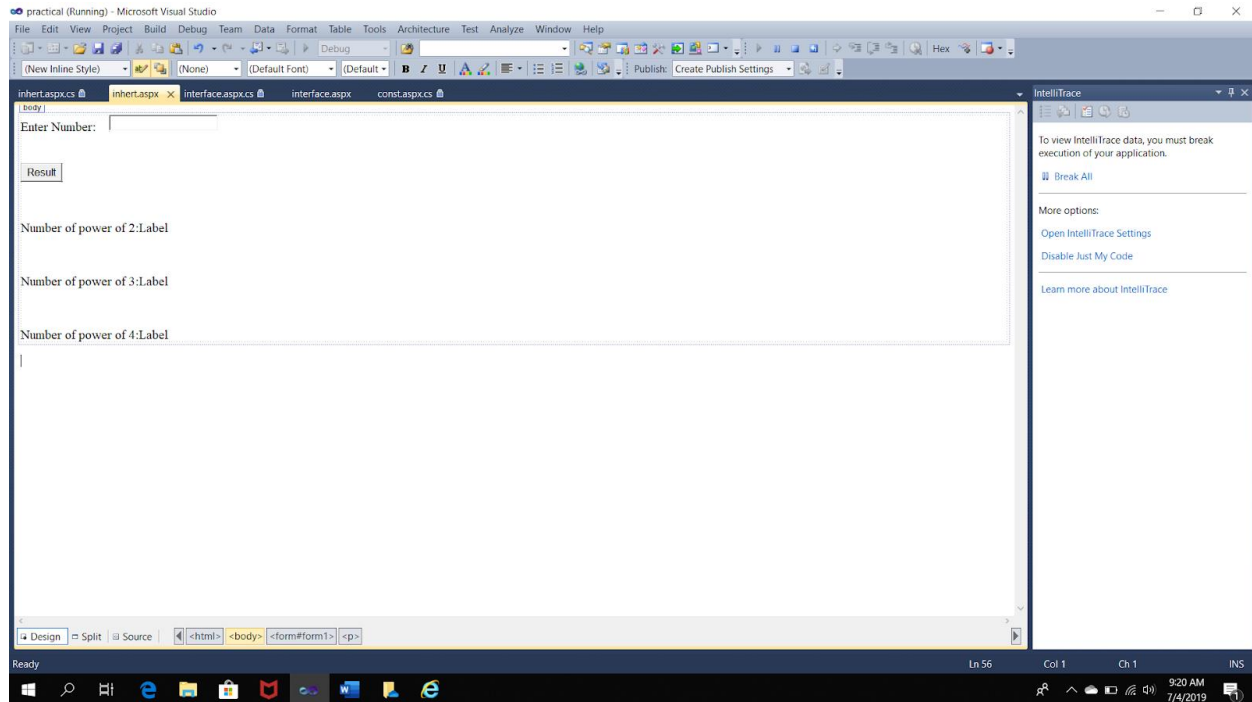 practical (Running) - Microsoft Visual Studio
File Edit View Project Build Debug Team Data Format Table Tools Architecture Test Analyze Window Help
Debug
Hex
(New Inline Style) (None) (Default Font) (Default B I U A Publish: Create Publish Settings
inhert.aspx.cs inhert.aspx interface.aspx.cs interface.aspx const.aspx.cs
body
Enter Number:
Result
Number of power of 2:Label
Number of power of 3:Label
Number of power of 4:Label
IntelliTrace
To view IntelliTrace data, you must break
execution of your application.
Break All
More options:
Open IntelliTrace Settings
Disable Just My Code
Learn more about IntelliTrace
Design Split Source <html> <body> <form#form1> <p>
Ready Ln 56 Col 1 Ch 1 INS
9:20 AM
7/4/2019
1